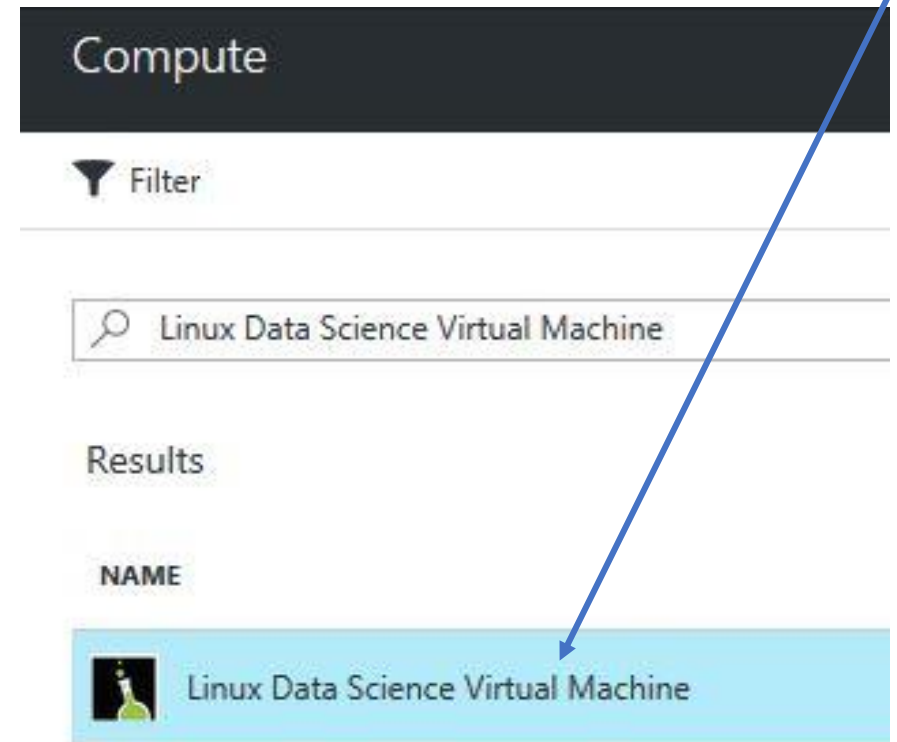 Compute
Filter
Linux Data Science Virtual Machine
Results
NAME
Linux Data Science Virtual Machine